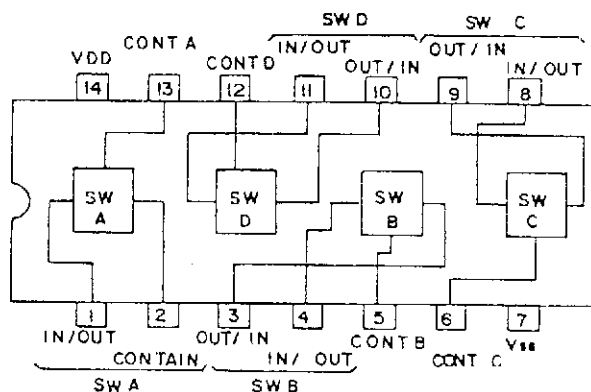 SW D SW C
CONT A IN/OUT OUT/IN
VDD CONT D OUT/IN IN/OUT
14 13 12 11 10 9 8
SW A
SW D
SW B
SW C
1 2 3 4 5 6 7
IN/OUT OUT/IN CONT B Vss
CONTAIN IN/OUT CONT C
SW A SW B